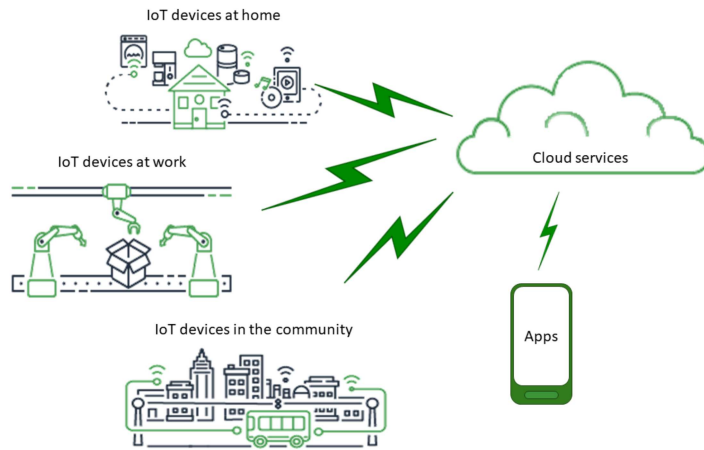 IoT devices at home
IoT devices at work
Cloud services
IoT devices in the community
Apps